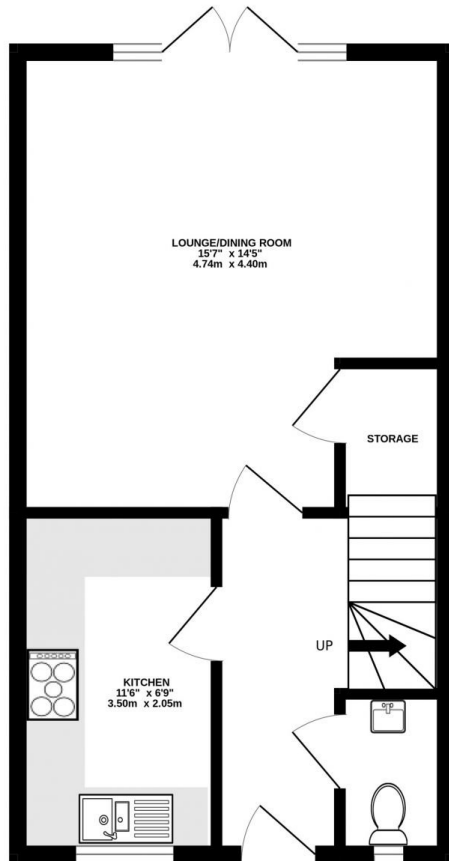 LOUNGE/DINING ROOM
15'7" x 14'5"
4.74m x 4.40m
STORAGE
UP
KITCHEN
11'6" x 6'9"
3.50m x 2.05m